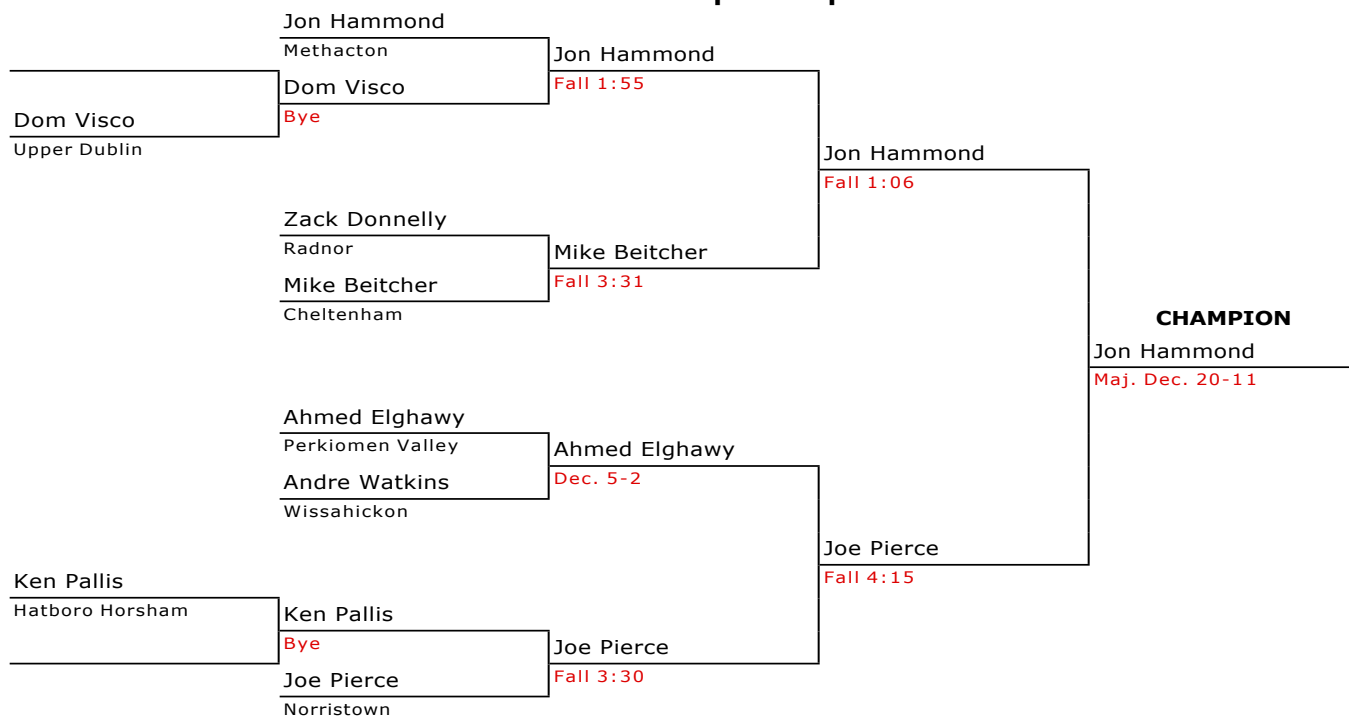 Jon Hammond
Methacton
Jon Hammond
Fall 1:55
Dom Visco
Bye
Dom Visco
Upper Dublin
Jon Hammond
Fall 1:06
Zack Donnelly
Radnor
Mike Beitcher
Fall 3:31
Mike Beitcher
Cheltenham
CHAMPION
Jon Hammond
Maj. Dec. 20-11
Ahmed Elghawy
Perkiomen Valley
Ahmed Elghawy
Dec. 5-2
Andre Watkins
Wissahickon
Joe Pierce
Fall 4:15
Ken Pallis
Hatboro Horsham
Ken Pallis
Bye
Joe Pierce
Fall 3:30
Joe Pierce
Norristown